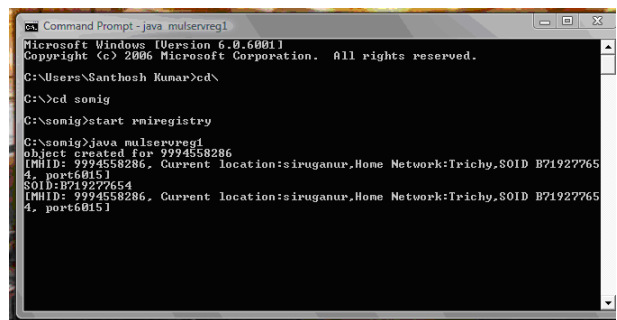 Command Prompt - java mulservreg1
Microsoft Windows [Version 6.0.6001]
Copyright (c) 2006 Microsoft Corporation.  All rights reserved.
C:\Users\Santhosh Kumar>cd\
C:\>cd somig
C:\somig>start rmiregistry
C:\somig>java mulservreg1
object created for 9994558286
[MHID: 9994558286, Current location:siruganur,Home Network:Trichy,SOID B71927765
4, port6015]
SOID:B719277654
[MHID: 9994558286, Current location:siruganur,Home Network:Trichy,SOID B71927765
4, port6015]